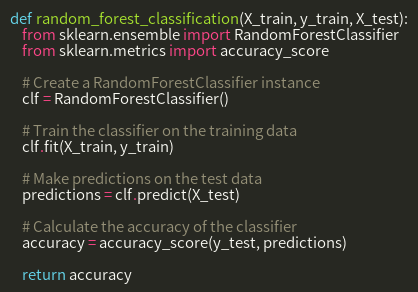 def random_forest_classification(X_train, y_train, X_test):
from sklearn.ensemble import RandomForestClassifier
from sklearn.metrics import accuracy_score
# Create a RandomForestClassifier instance
clf = RandomForestClassifier()
# Train the classifier on the training data
clf.fit(X_train, y_train)
# Make predictions on the test data
predictions = clf.predict(X_test)
# Calculate the accuracy of the classifier
accuracy = accuracy_score(y_test, predictions)
return accuracy